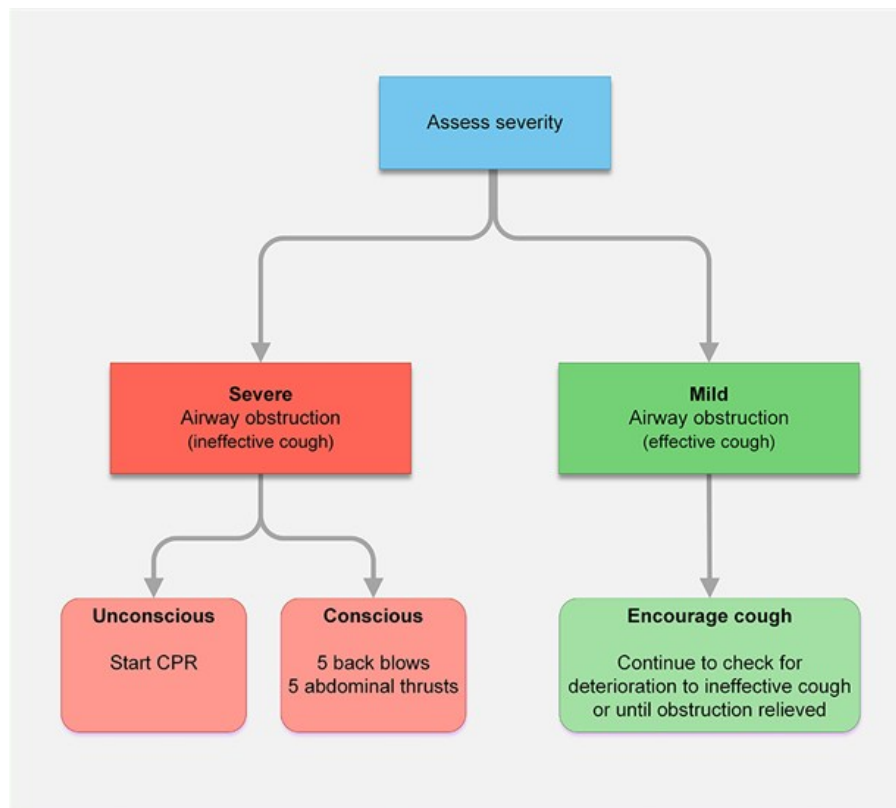 Assess severity
Severe
Airway obstruction
(ineffective cough)
Mild
Airway obstruction
(effective cough)
Unconscious
Start CPR
Conscious
5 back blows
5 abdominal thrusts
Encourage cough
Continue to check for
deterioration to ineffective cough
or until obstruction relieved